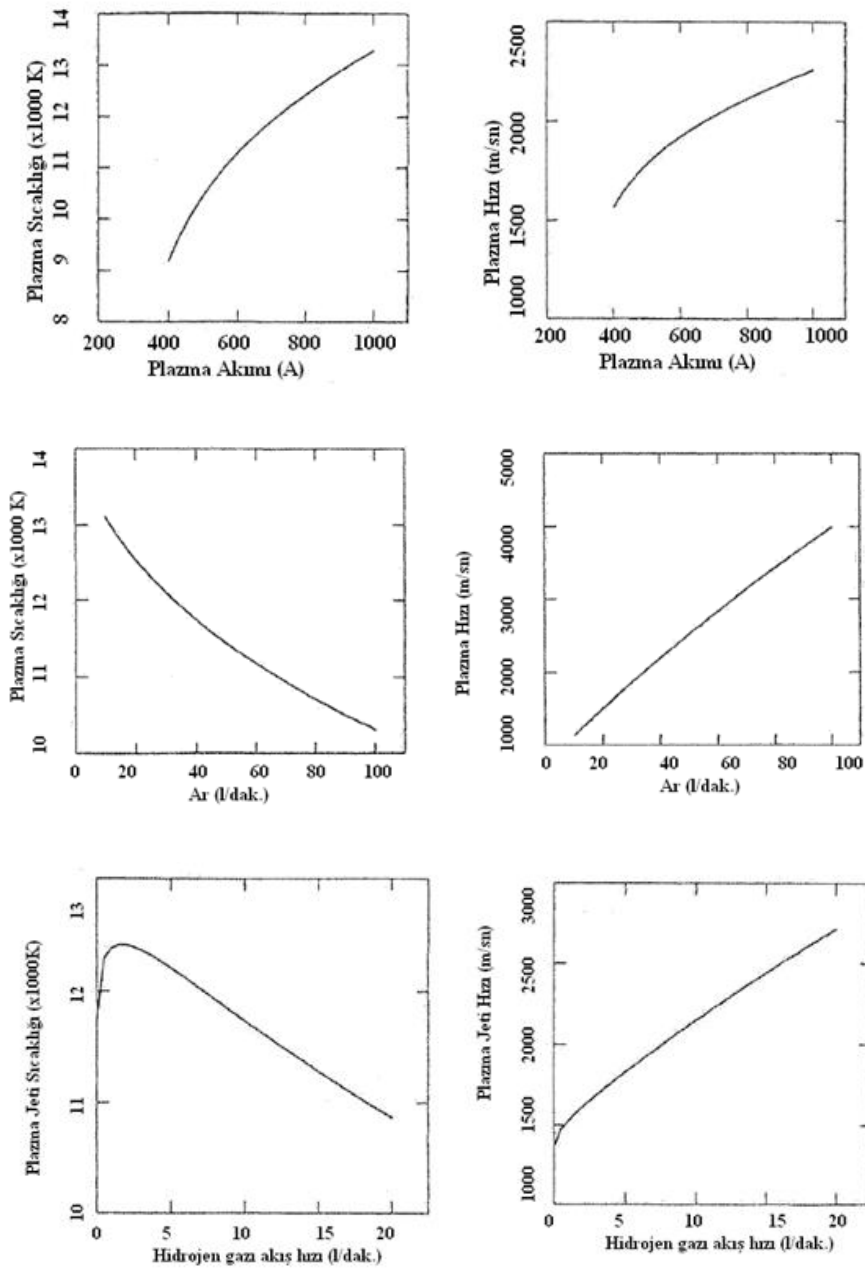 Plazma Sıcaklığı (x1000 K)
14
13
12
11
10
9
8
200 400 600 800 1000
Plazma Akımı (A)
Plazma Hızı (m/sn)
2500
2000
1500
1000
200 400 600 800 1000
Plazma Akımı (A)
Plazma Sıcaklığı (x1000 K)
14
13
12
11
10
0 20 40 60 80 100
Ar (l/dak.)
Plazma Hızı (m/sn)
5000
4000
3000
2000
1000
0 20 40 60 80 100
Ar (l/dak.)
Plazma Jeti Sıcaklığı (x1000K)
13
12
11
10
0 5 10 15 20
Hidrojen gazı akış hızı (l/dak.)
Plazma Jeti Hızı (m/sn)
3000
2500
2000
1500
1000
0 5 10 15 20
Hidrojen gazı akış hızı (l/dak.)